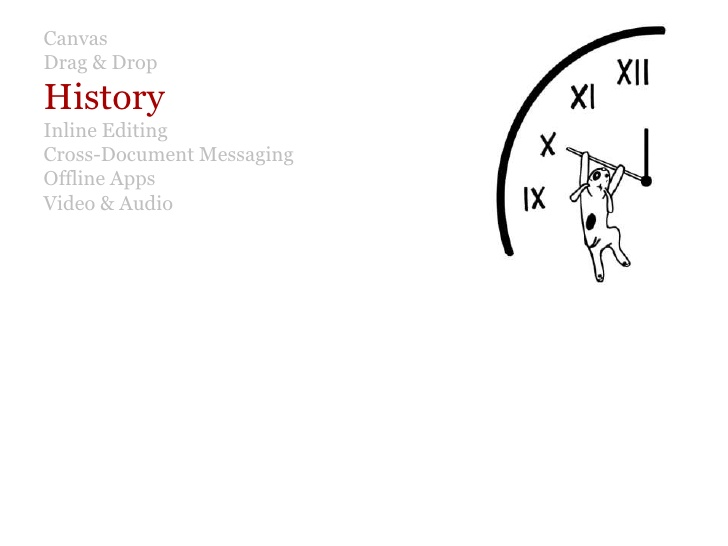 Canvas
Drag & Drop
History
Inline Editing
Cross-Document Messaging
Offline Apps
Video & Audio
XII
XI
X
IX